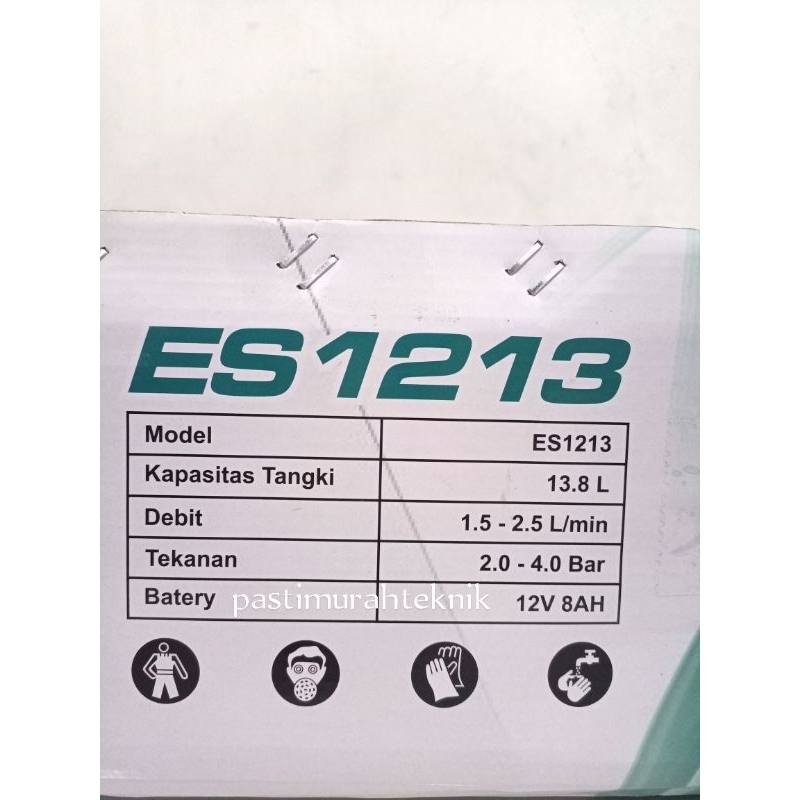 ES1213
Model ES1213
Kapasitas Tangki 13.8 L
Debit 1.5 - 2.5 L/min
Tekanan 2.0 - 4.0 Bar
Batery 12V 8AH
pastimurahteknik